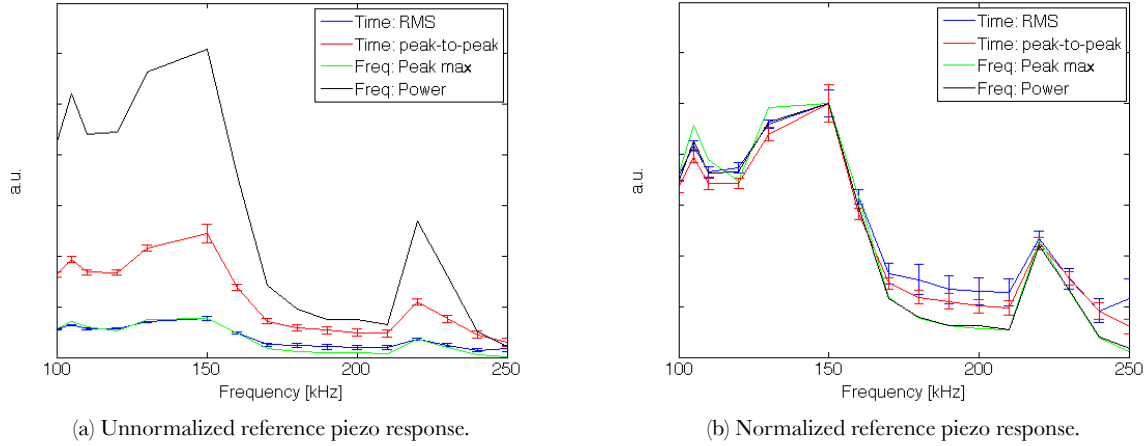 Time: RMS
Time: peak-to-peak
Freq: Peak max
Freq: Power
a.u.
100
150
200
250
Frequency [kHz]
(a) Unnormalized reference piezo response.
Time: RMS
Time: peak-to-peak
Freq: Peak max
Freq: Power
a.u.
100
150
200
250
Frequency [kHz]
(b) Normalized reference piezo response.